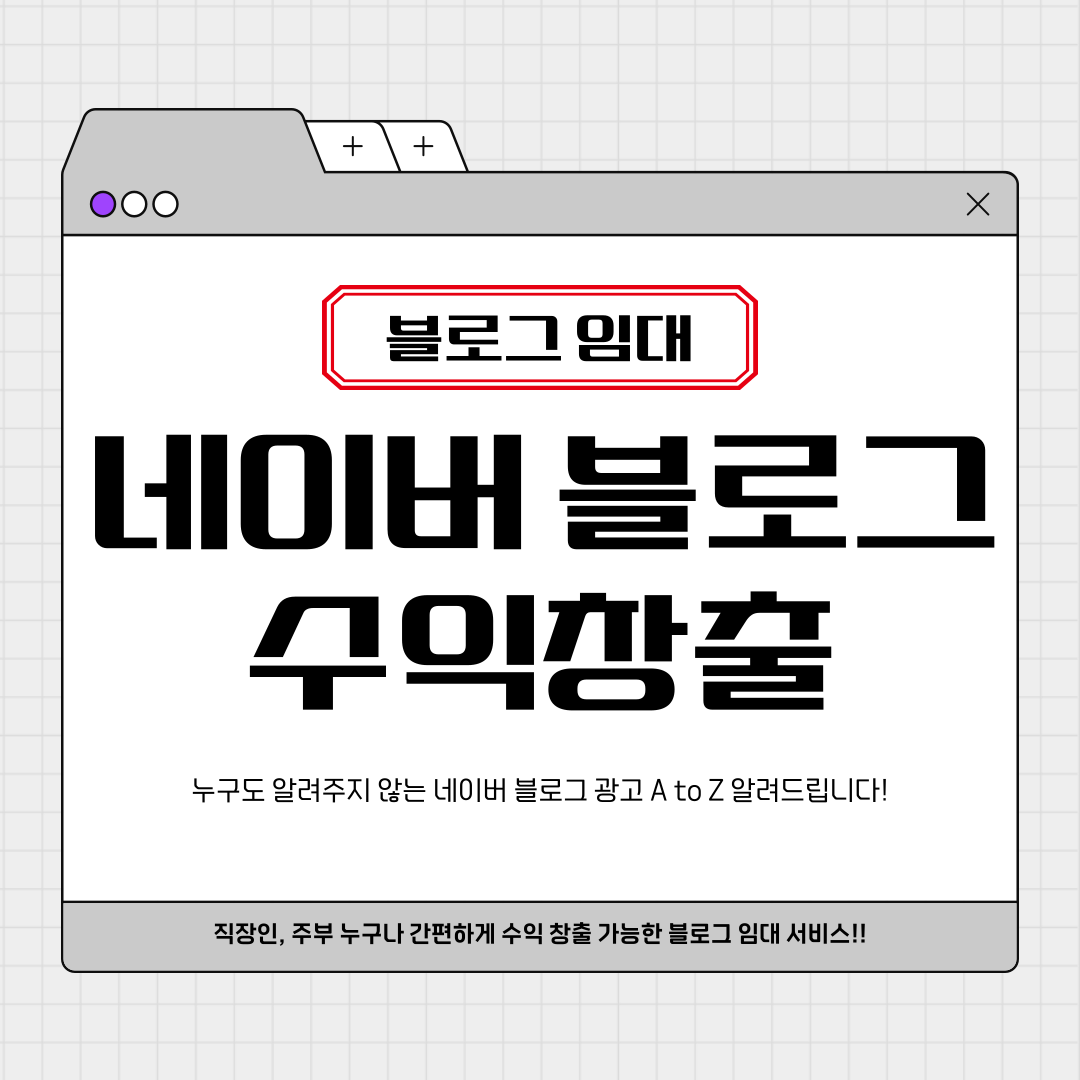 블로그 임대
네이버 블로그
수익창출
누구도 알려주지 않는 네이버 블로그 광고 A to Z 알려드립니다!
직장인, 주부 누구나 간편하게 수익 창출 가능한 블로그 임대 서비스!!